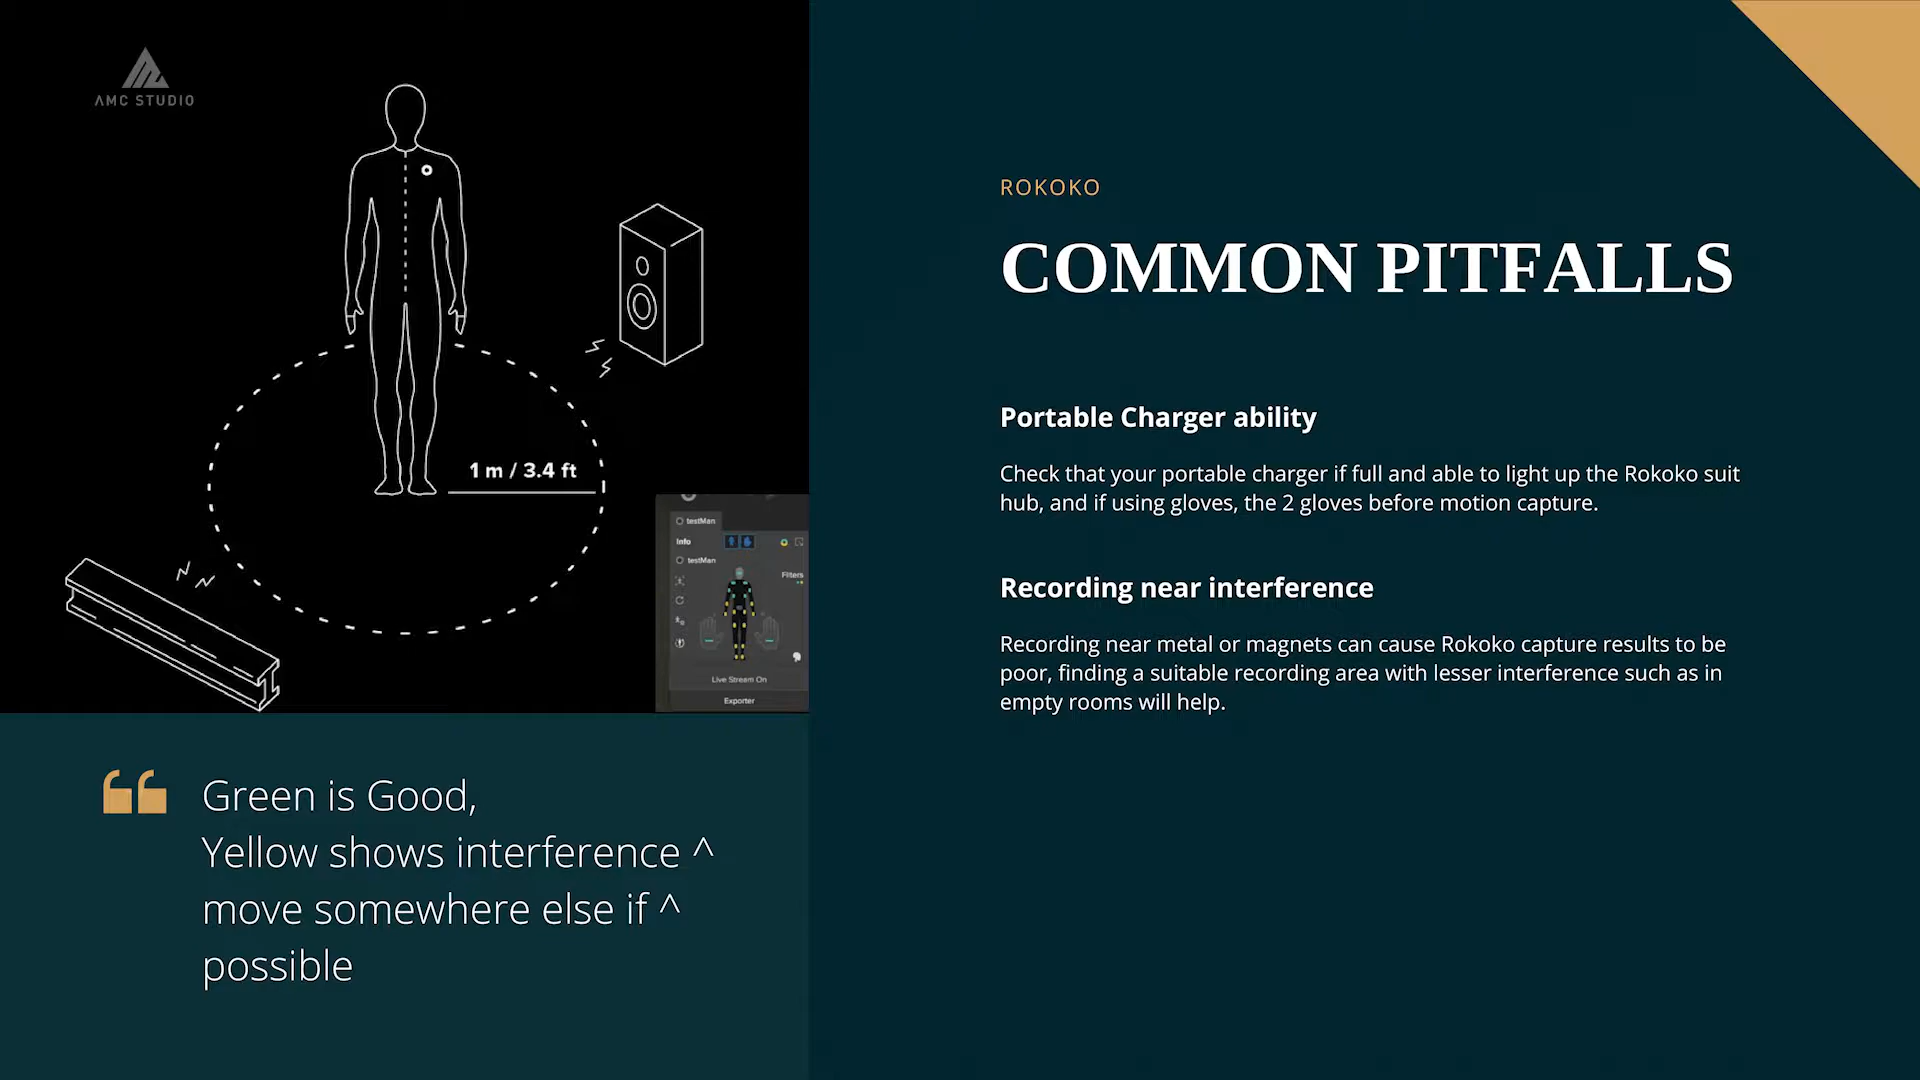 AMC STUDIO
1 m / 3.4 ft
testMan
Info
testMan
Filters
Live Stream On
Exporter
Green is Good,
Yellow shows interference ^
move somewhere else if ^
possible
ROKOKO
COMMON PITFALLS
Portable Charger ability
Check that your portable charger if full and able to light up the Rokoko suit
hub, and if using gloves, the 2 gloves before motion capture.
Recording near interference
Recording near metal or magnets can cause Rokoko capture results to be
poor, finding a suitable recording area with lesser interference such as in
empty rooms will help.